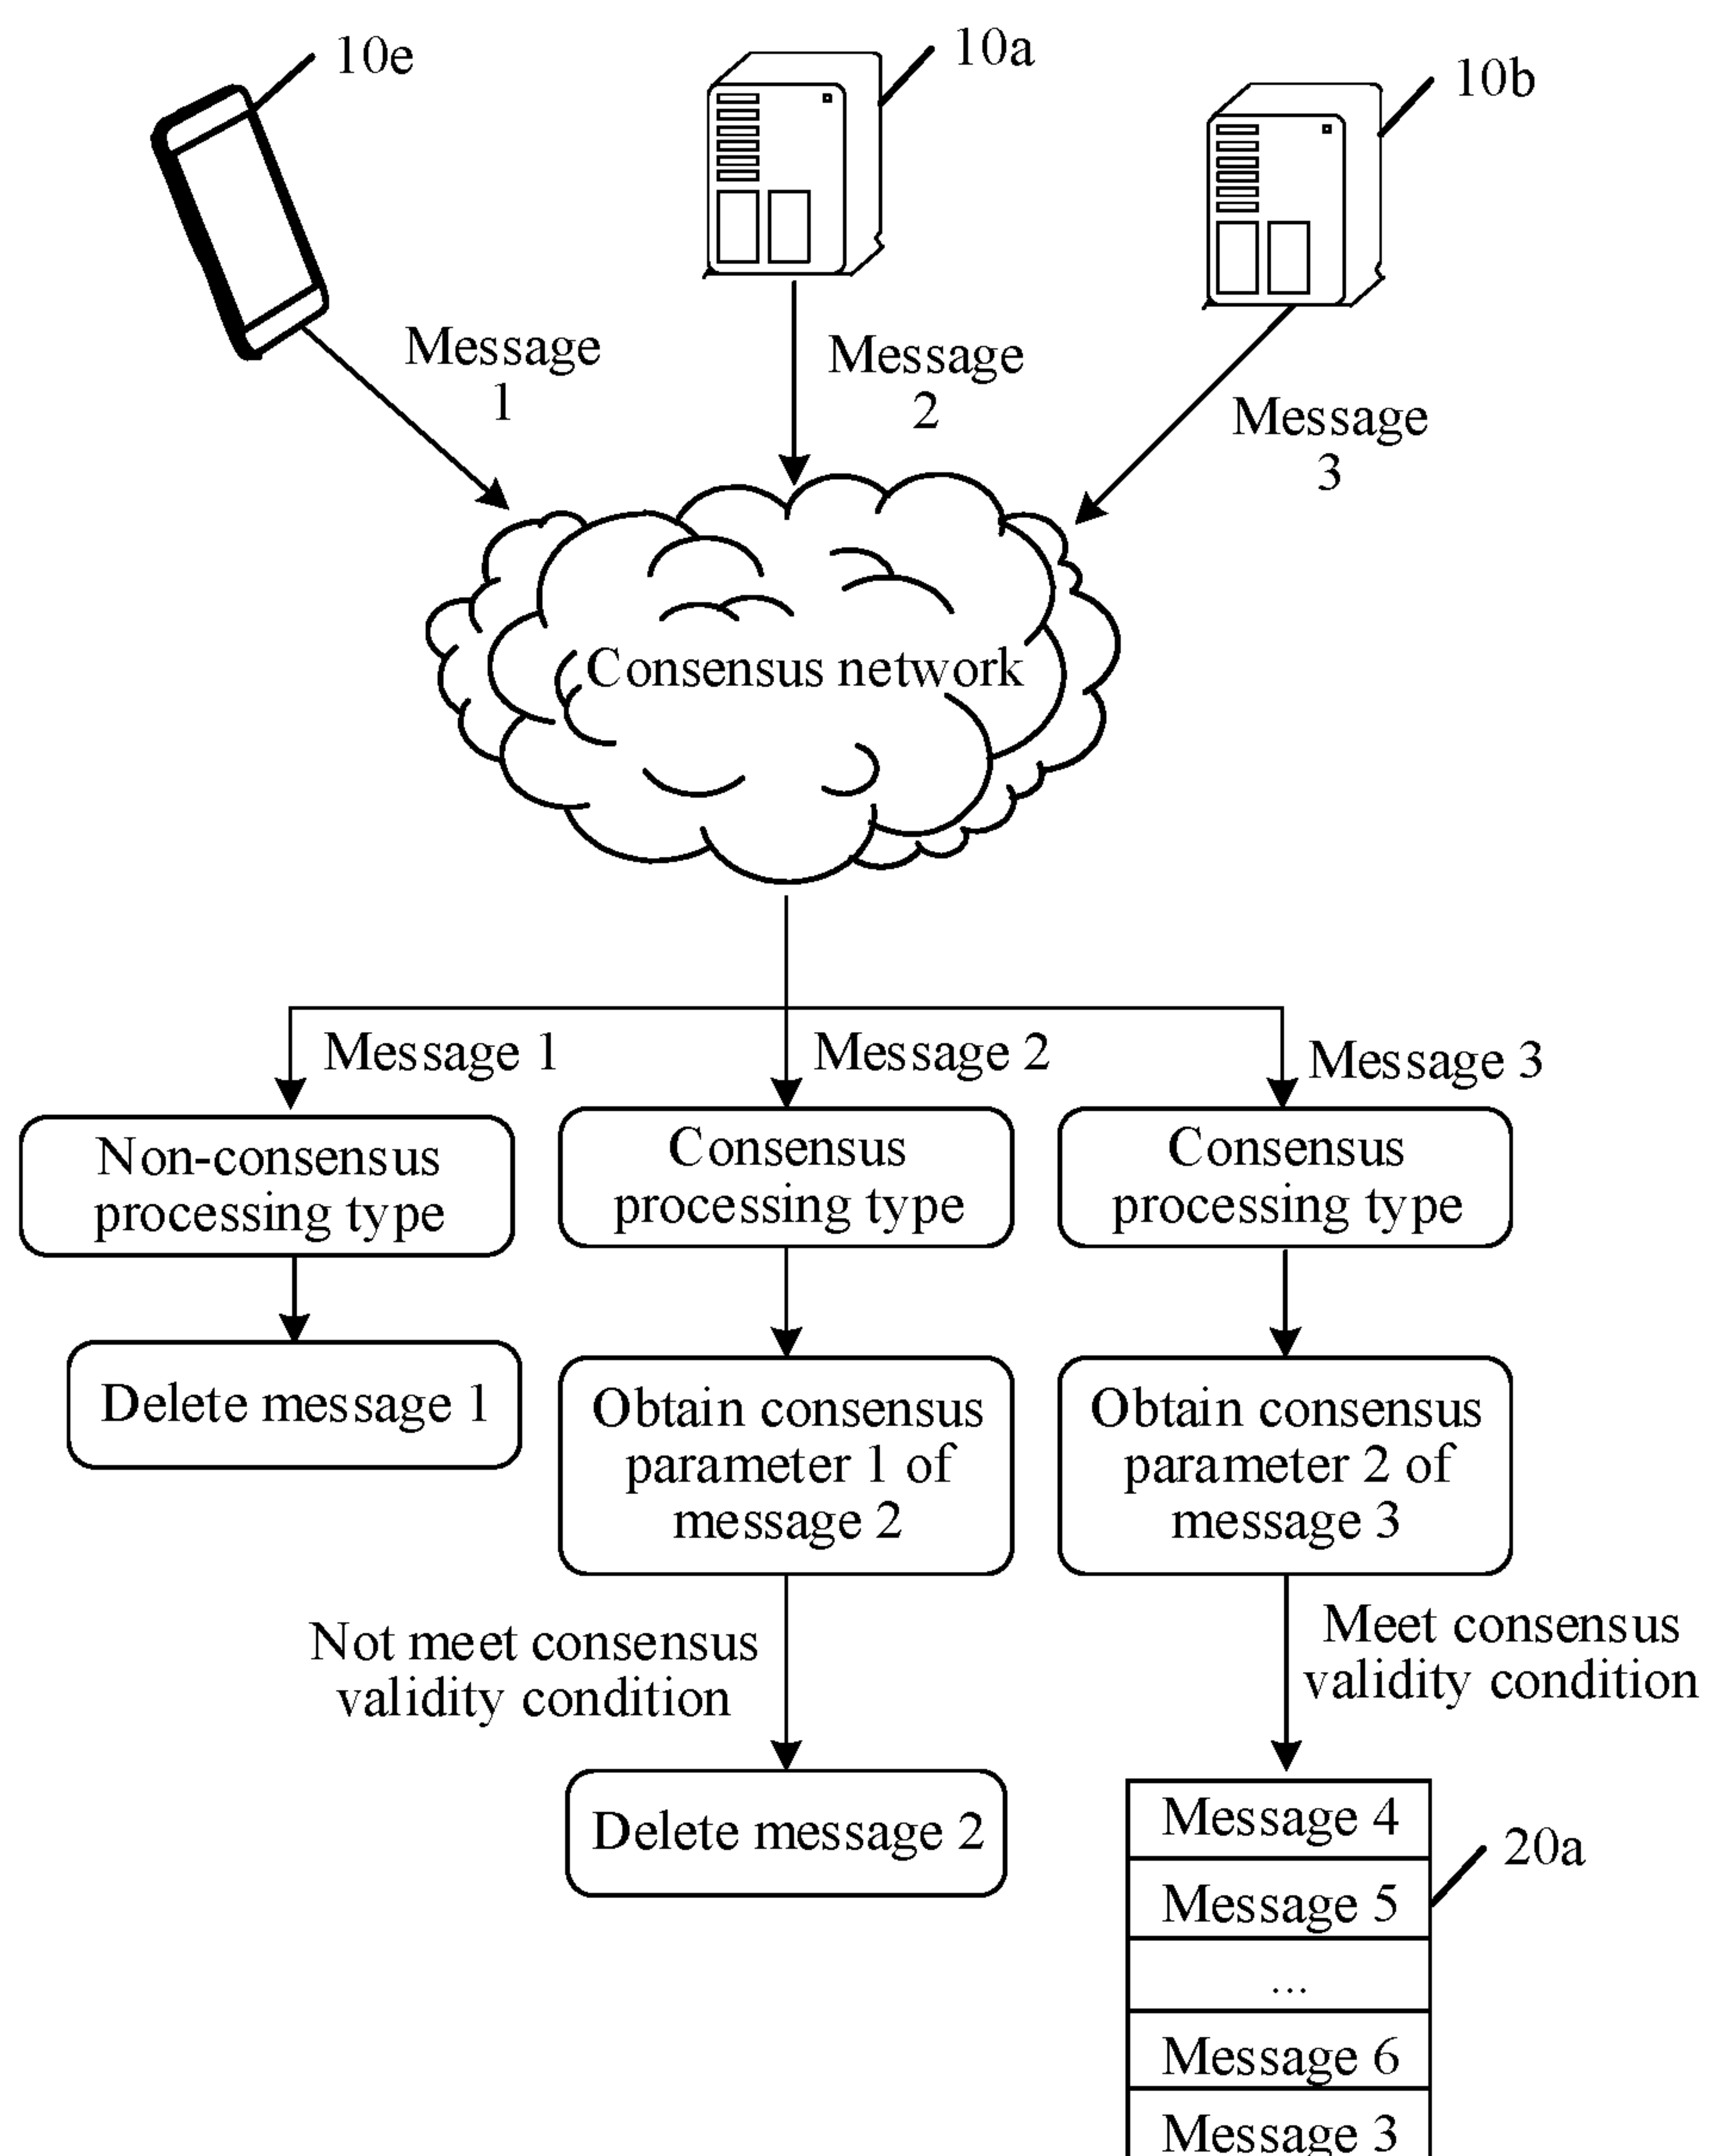 10e
10a
10b
Message
1
Message
2
Message
3
Consensus network
Message 1
Message 2
Message 3
Non-consensus
processing type
Consensus
processing type
Consensus
processing type
Delete message 1
Obtain consensus
parameter 1 of
message 2
Obtain consensus
parameter 2 of
message 3
Not meet consensus
validity condition
Meet consensus
validity condition
Delete message 2
Message 4
20a
Message 5
...
Message 6
Message 3